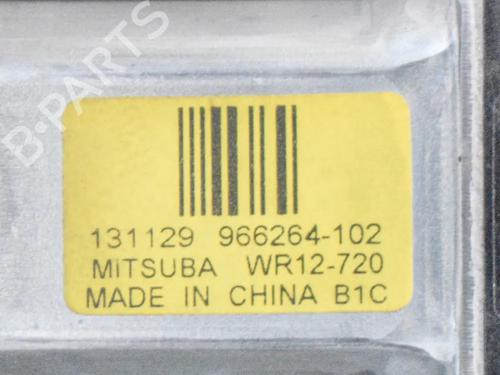 B-PARTS
131129 966264-102
MITSUBA WR12-720
MADE IN CHINA B1C